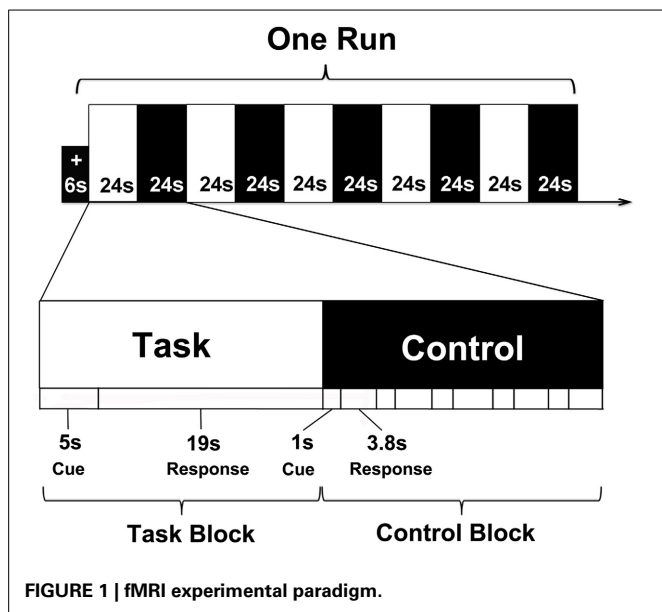 One Run
+
6s 24s 24s 24s 24s 24s 24s 24s 24s 24s 24s
Task Control
5s 19s 1s 3.8s
Cue Response Cue Response
Task Block Control Block
FIGURE 1 | fMRI experimental paradigm.